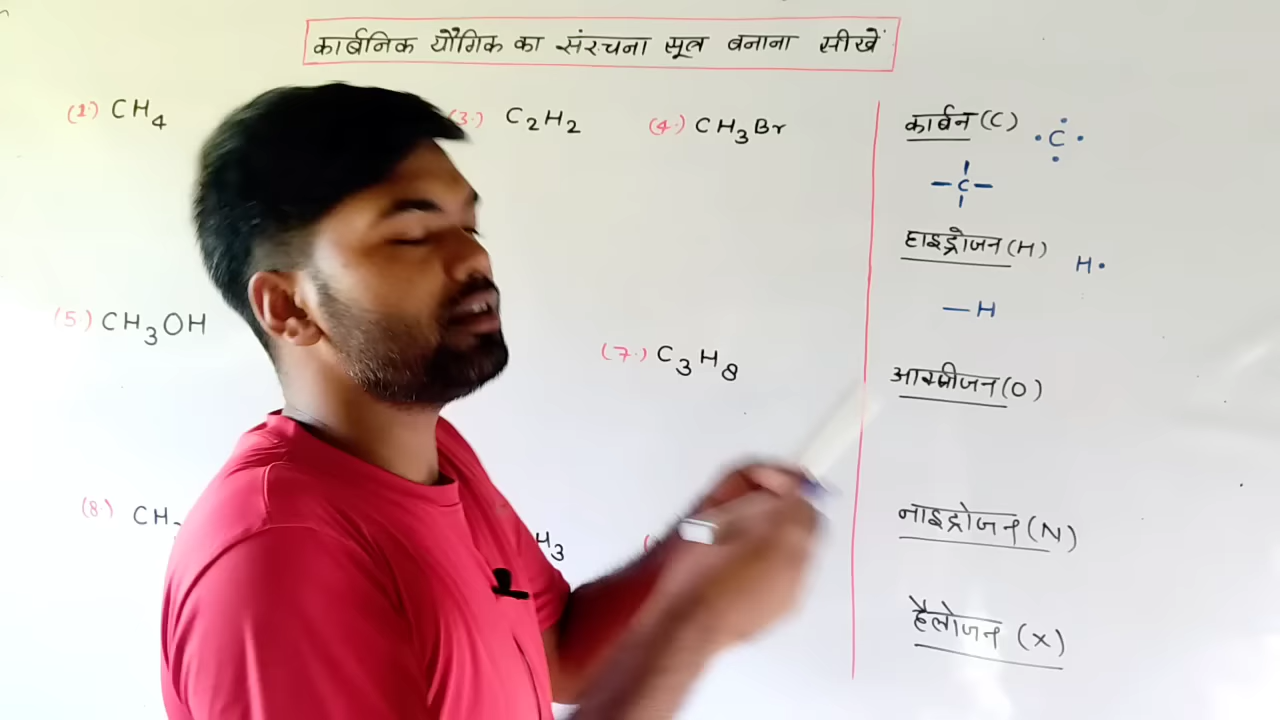 कार्बनिक यौगिक का संरचना सूत्र बनाना सीखें
(1.) CH4
(3.) C2H2
(4.) CH3Br
(5.) CH3OH
(7.) C3H8
(8.) CH
H3
कार्बन (C) ·C·
–C–
हाइड्रोजन (H) H·
–H
आक्सीजन (O)
नाइट्रोजन (N)
हैलोजन (X)